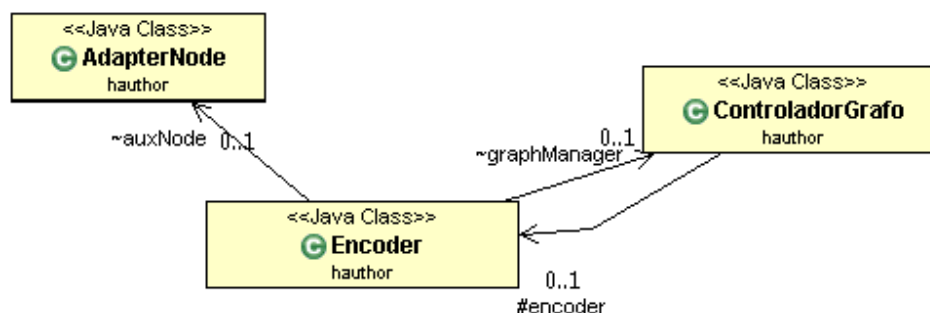 <<Java Class>>
C AdapterNode
hauthor
<<Java Class>>
C ControladorGrafo
hauthor
~auxNode 0..1
0..1
~graphManager
<<Java Class>>
C Encoder
hauthor
0..1
#encoder